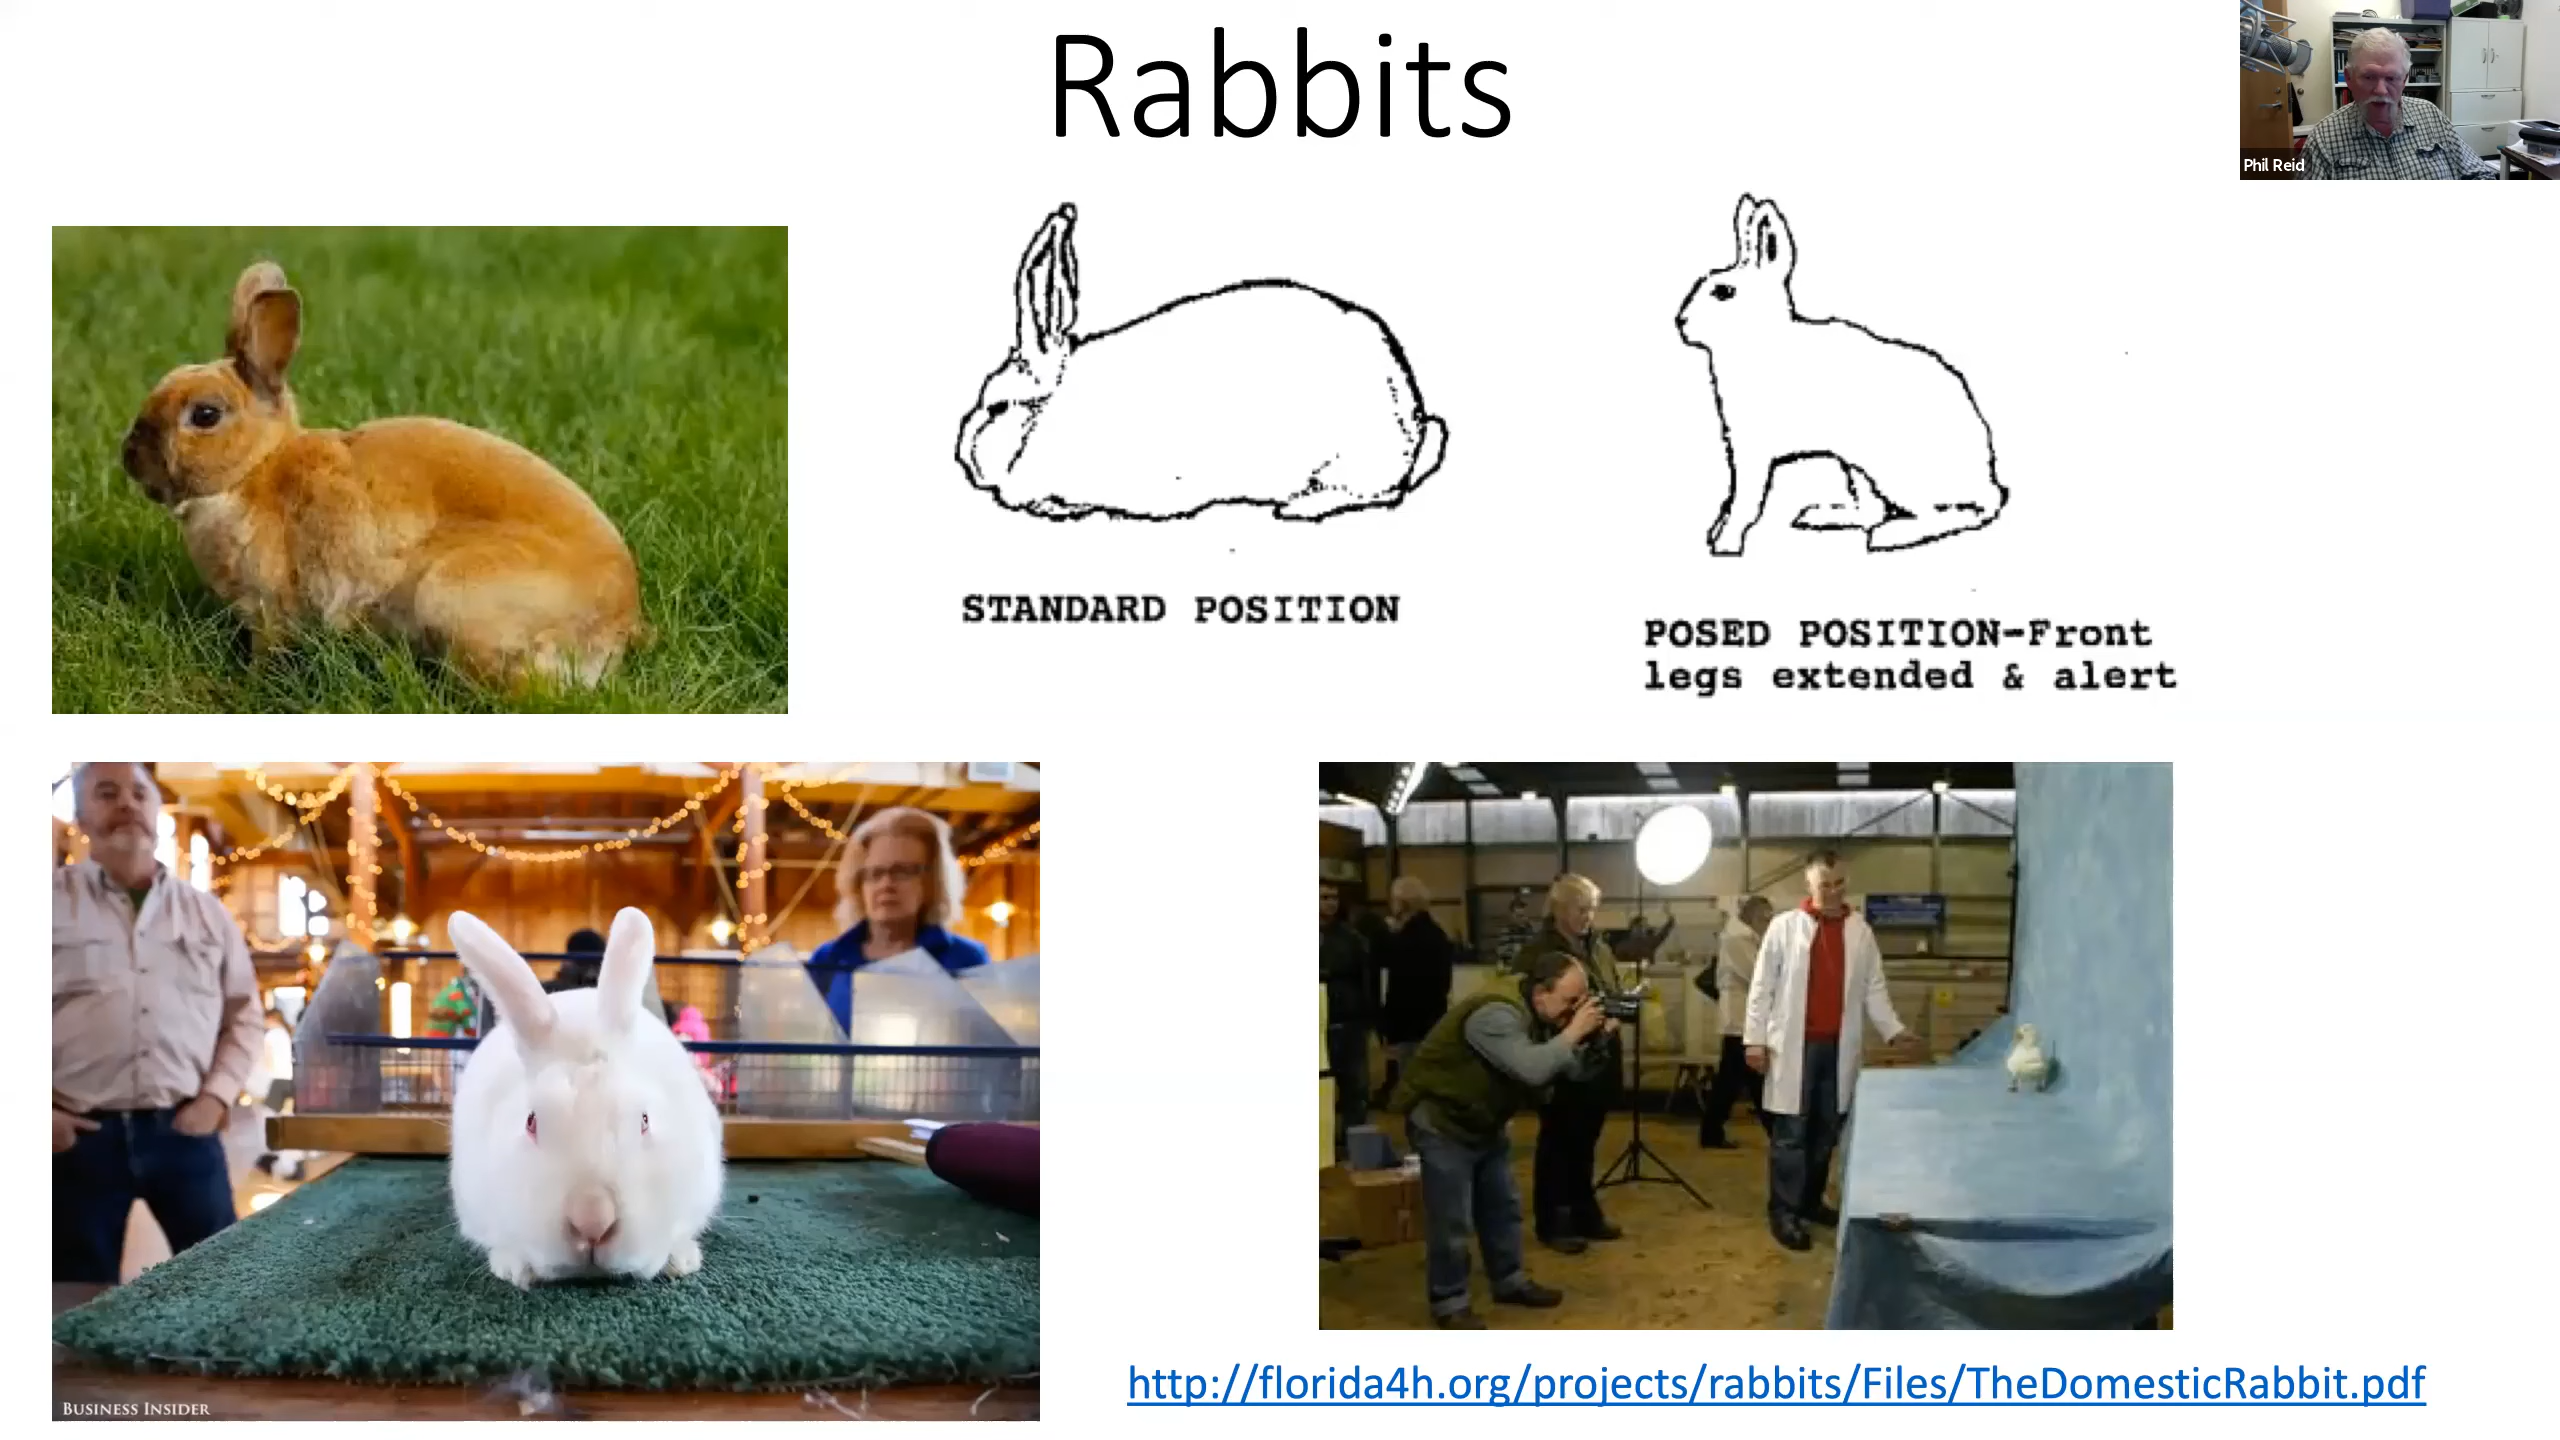 Rabbits
Phil Reid
STANDARD POSITION
POSED POSITION-Front
legs extended & alert
BUSINESS INSIDER
http://florida4h.org/projects/rabbits/Files/TheDomesticRabbit.pdf